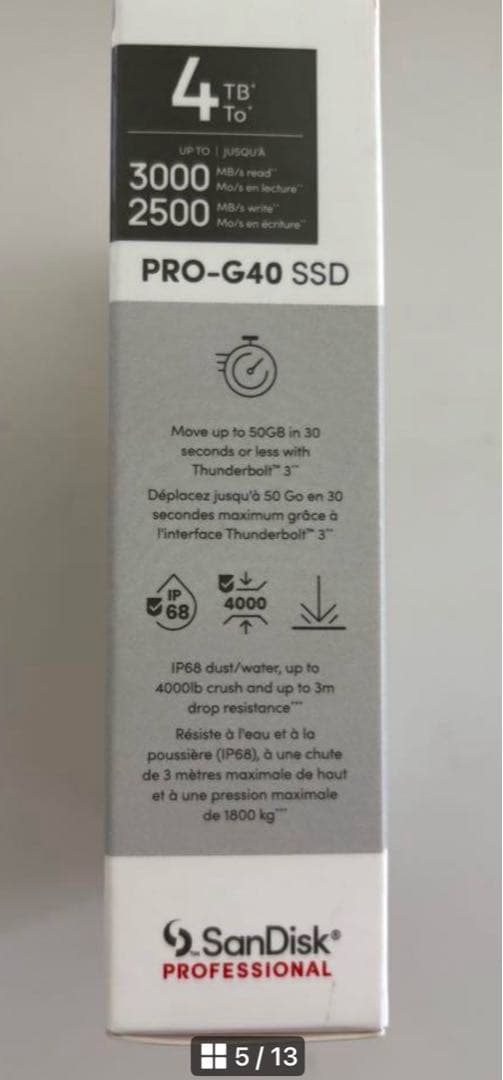 4 TB*
To*
UP TO | JUSQU'À
3000 MB/s read**
Mo/s en lecture**
2500 MB/s write**
Mo/s en écriture**
PRO-G40 SSD
Move up to 50GB in 30
seconds or less with
Thunderbolt™ 3***
Déplacez jusqu'à 50 Go en 30
secondes maximum grâce à
l'interface Thunderbolt™ 3***
IP
68
4000
IP68 dust/water, up to
4000lb crush and up to 3m
drop resistance****
Résiste à l'eau et à la
poussière (IP68), à une chute
de 3 mètres maximale de haut
et à une pression maximale
de 1800 kg****
SanDisk®
PROFESSIONAL
5 / 13